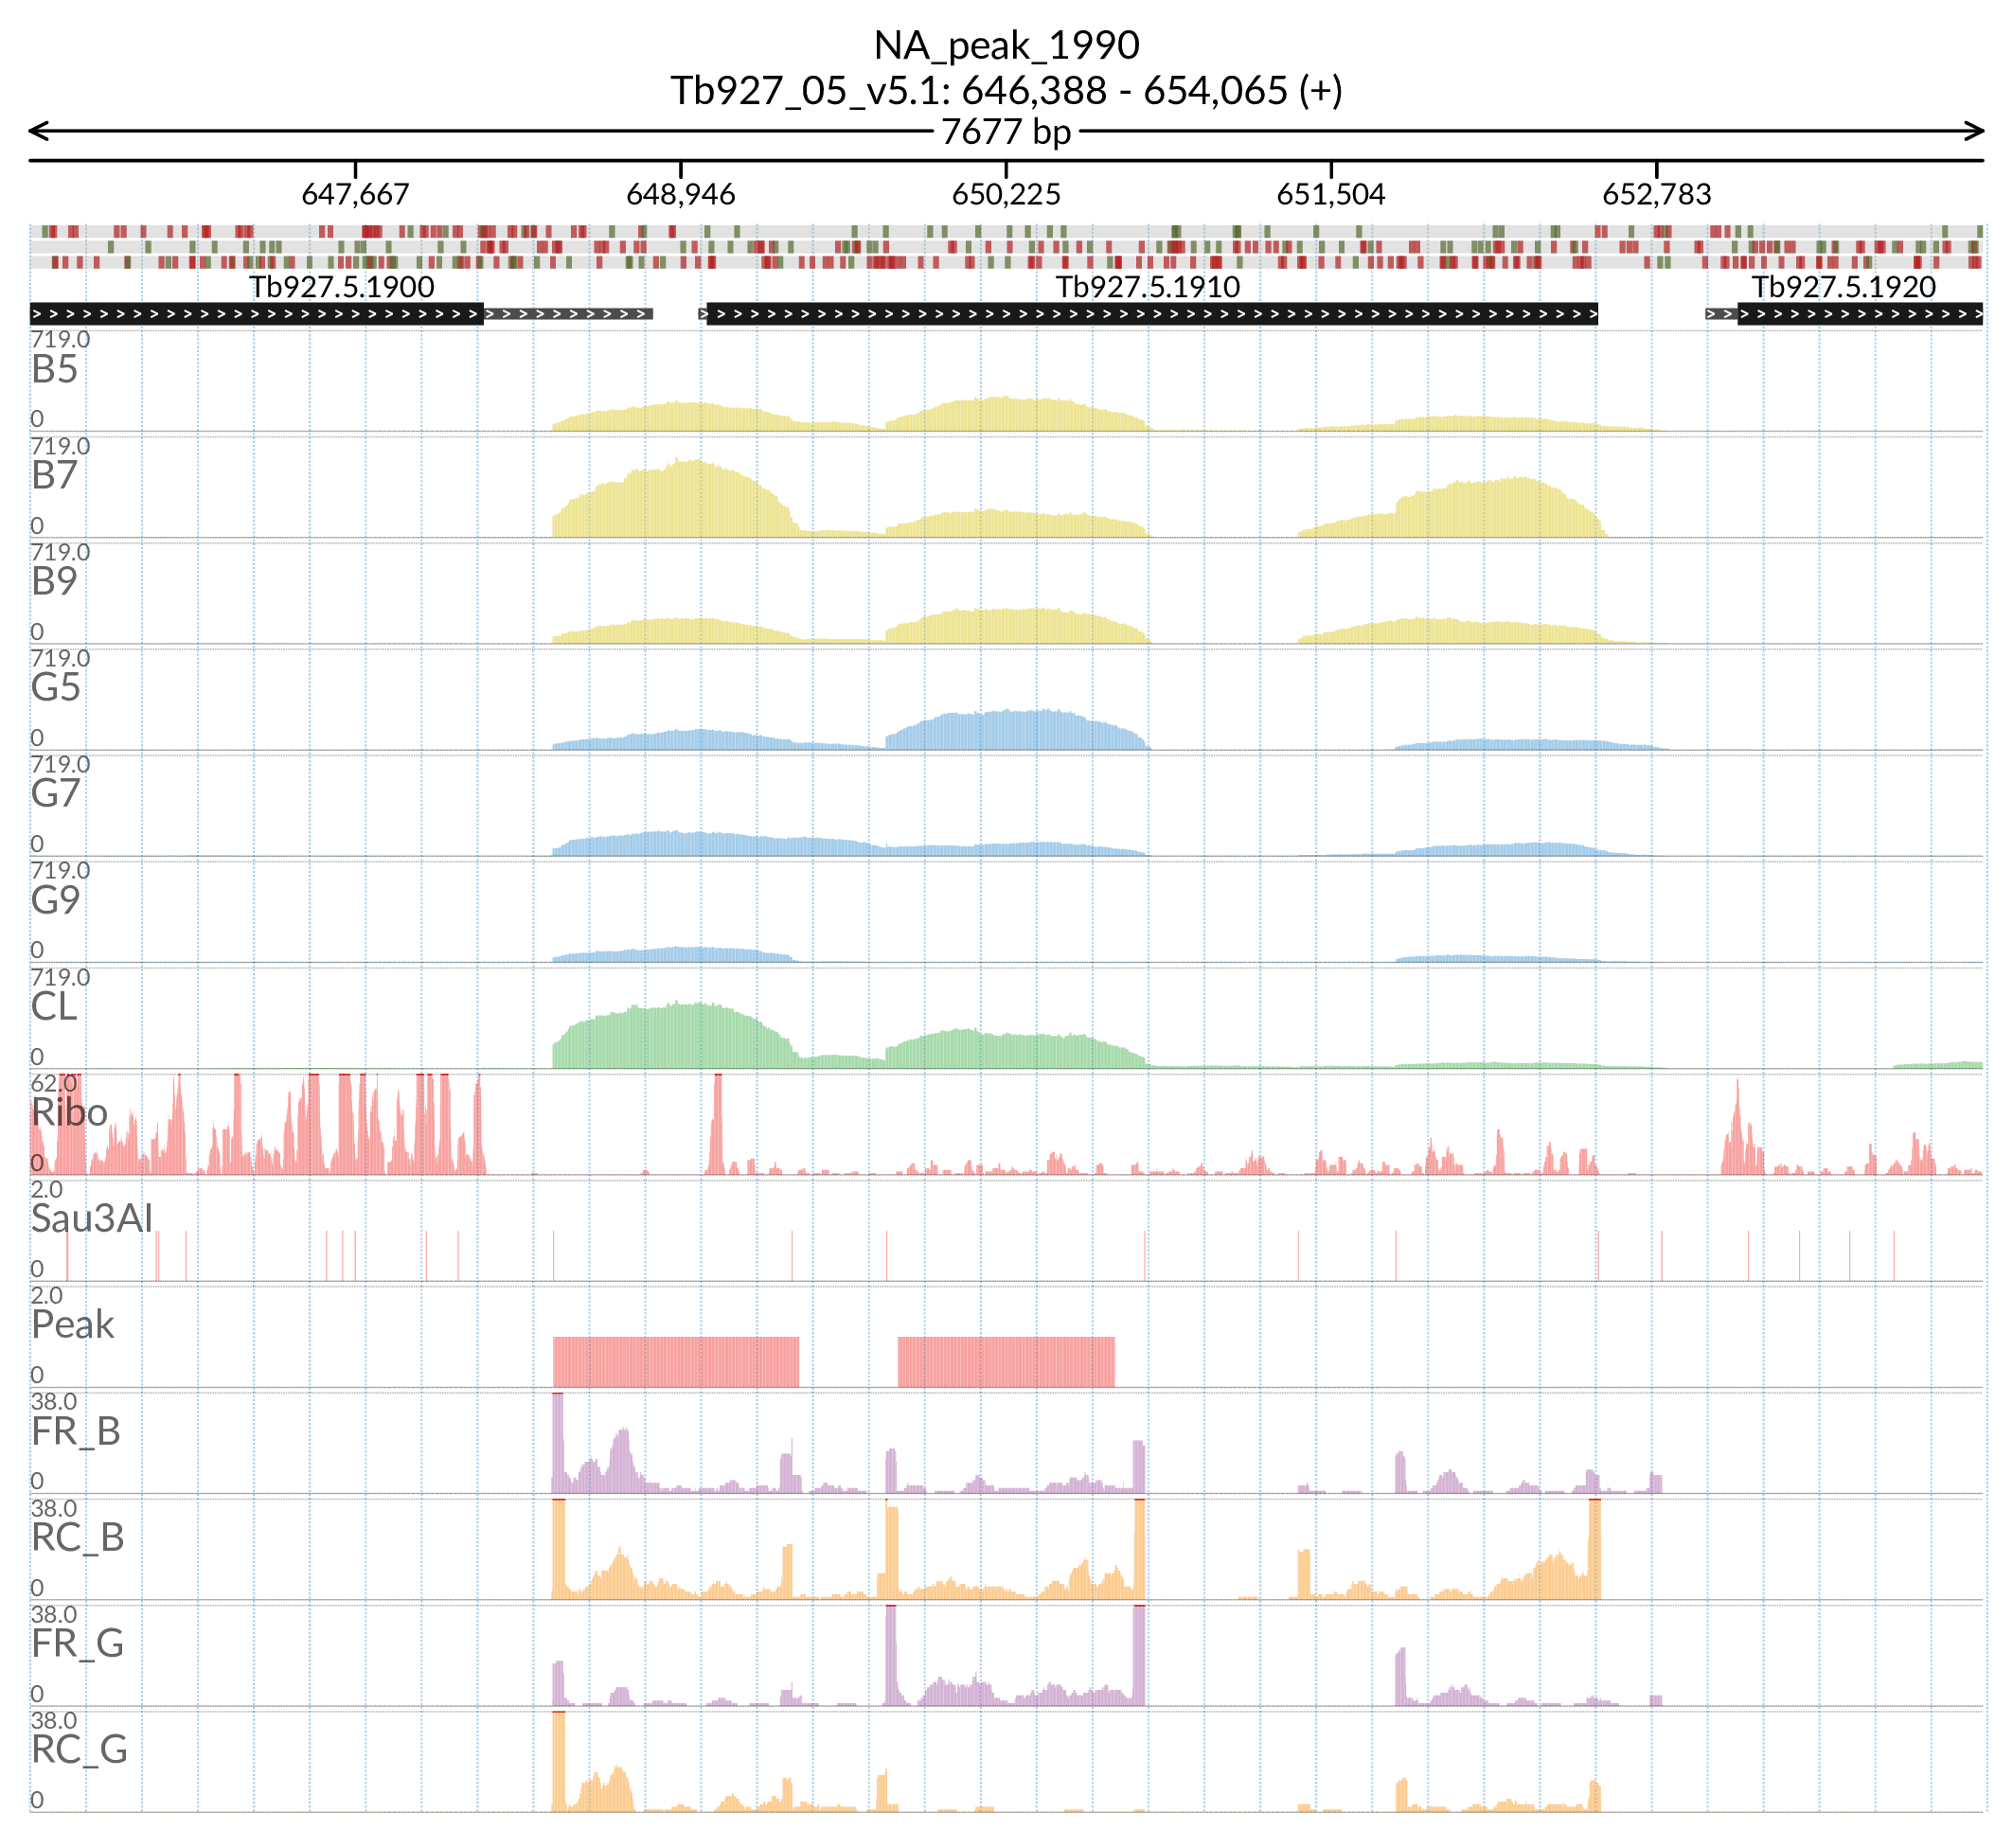 NA_peak_1990
Tb927_05_v5.1: 646,388 - 654,065 (+)
7677 bp
647,667 648,946 650,225 651,504 652,783
Tb927.5.1900 Tb927.5.1910 Tb927.5.1920
719.0
B5
0
719.0
B7
0
719.0
B9
0
719.0
G5
0
719.0
G7
0
719.0
G9
0
719.0
CL
0
62.0
Ribo
0
2.0
Sau3AI
0
2.0
Peak
0
38.0
FR_B
0
38.0
RC_B
0
38.0
FR_G
0
38.0
RC_G
0